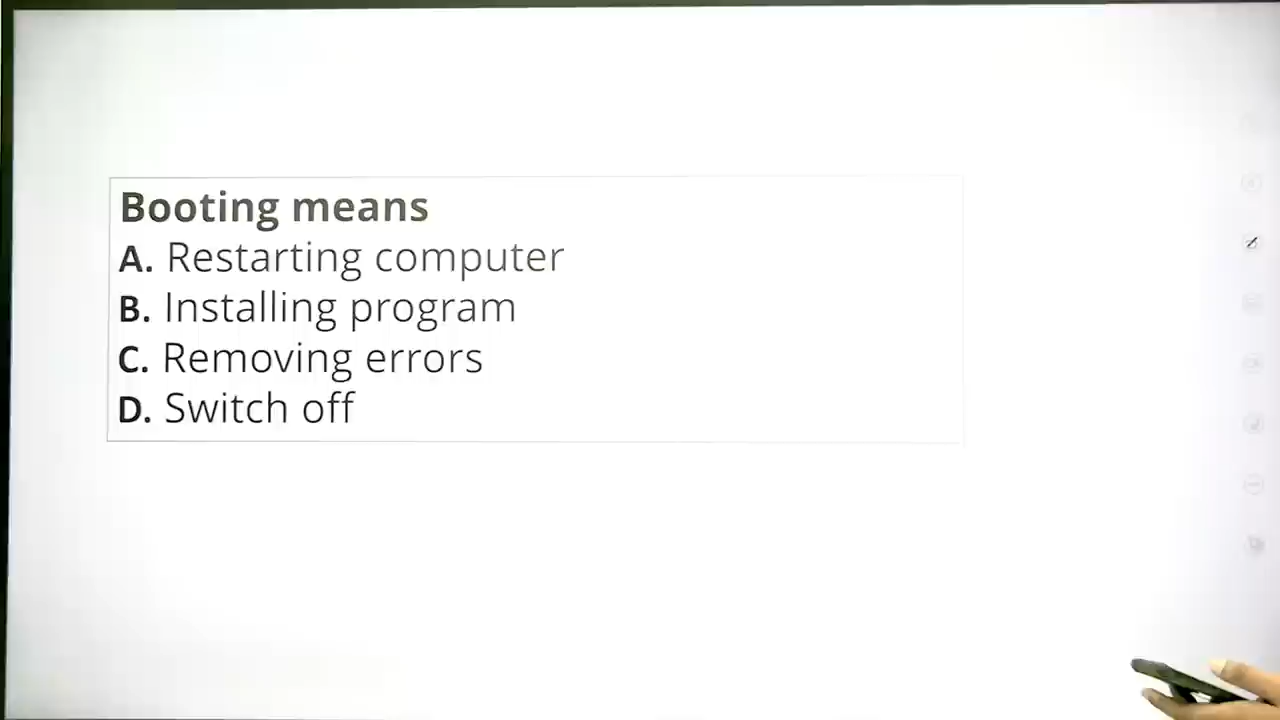 Booting means
A. Restarting computer
B. Installing program
C. Removing errors
D. Switch off